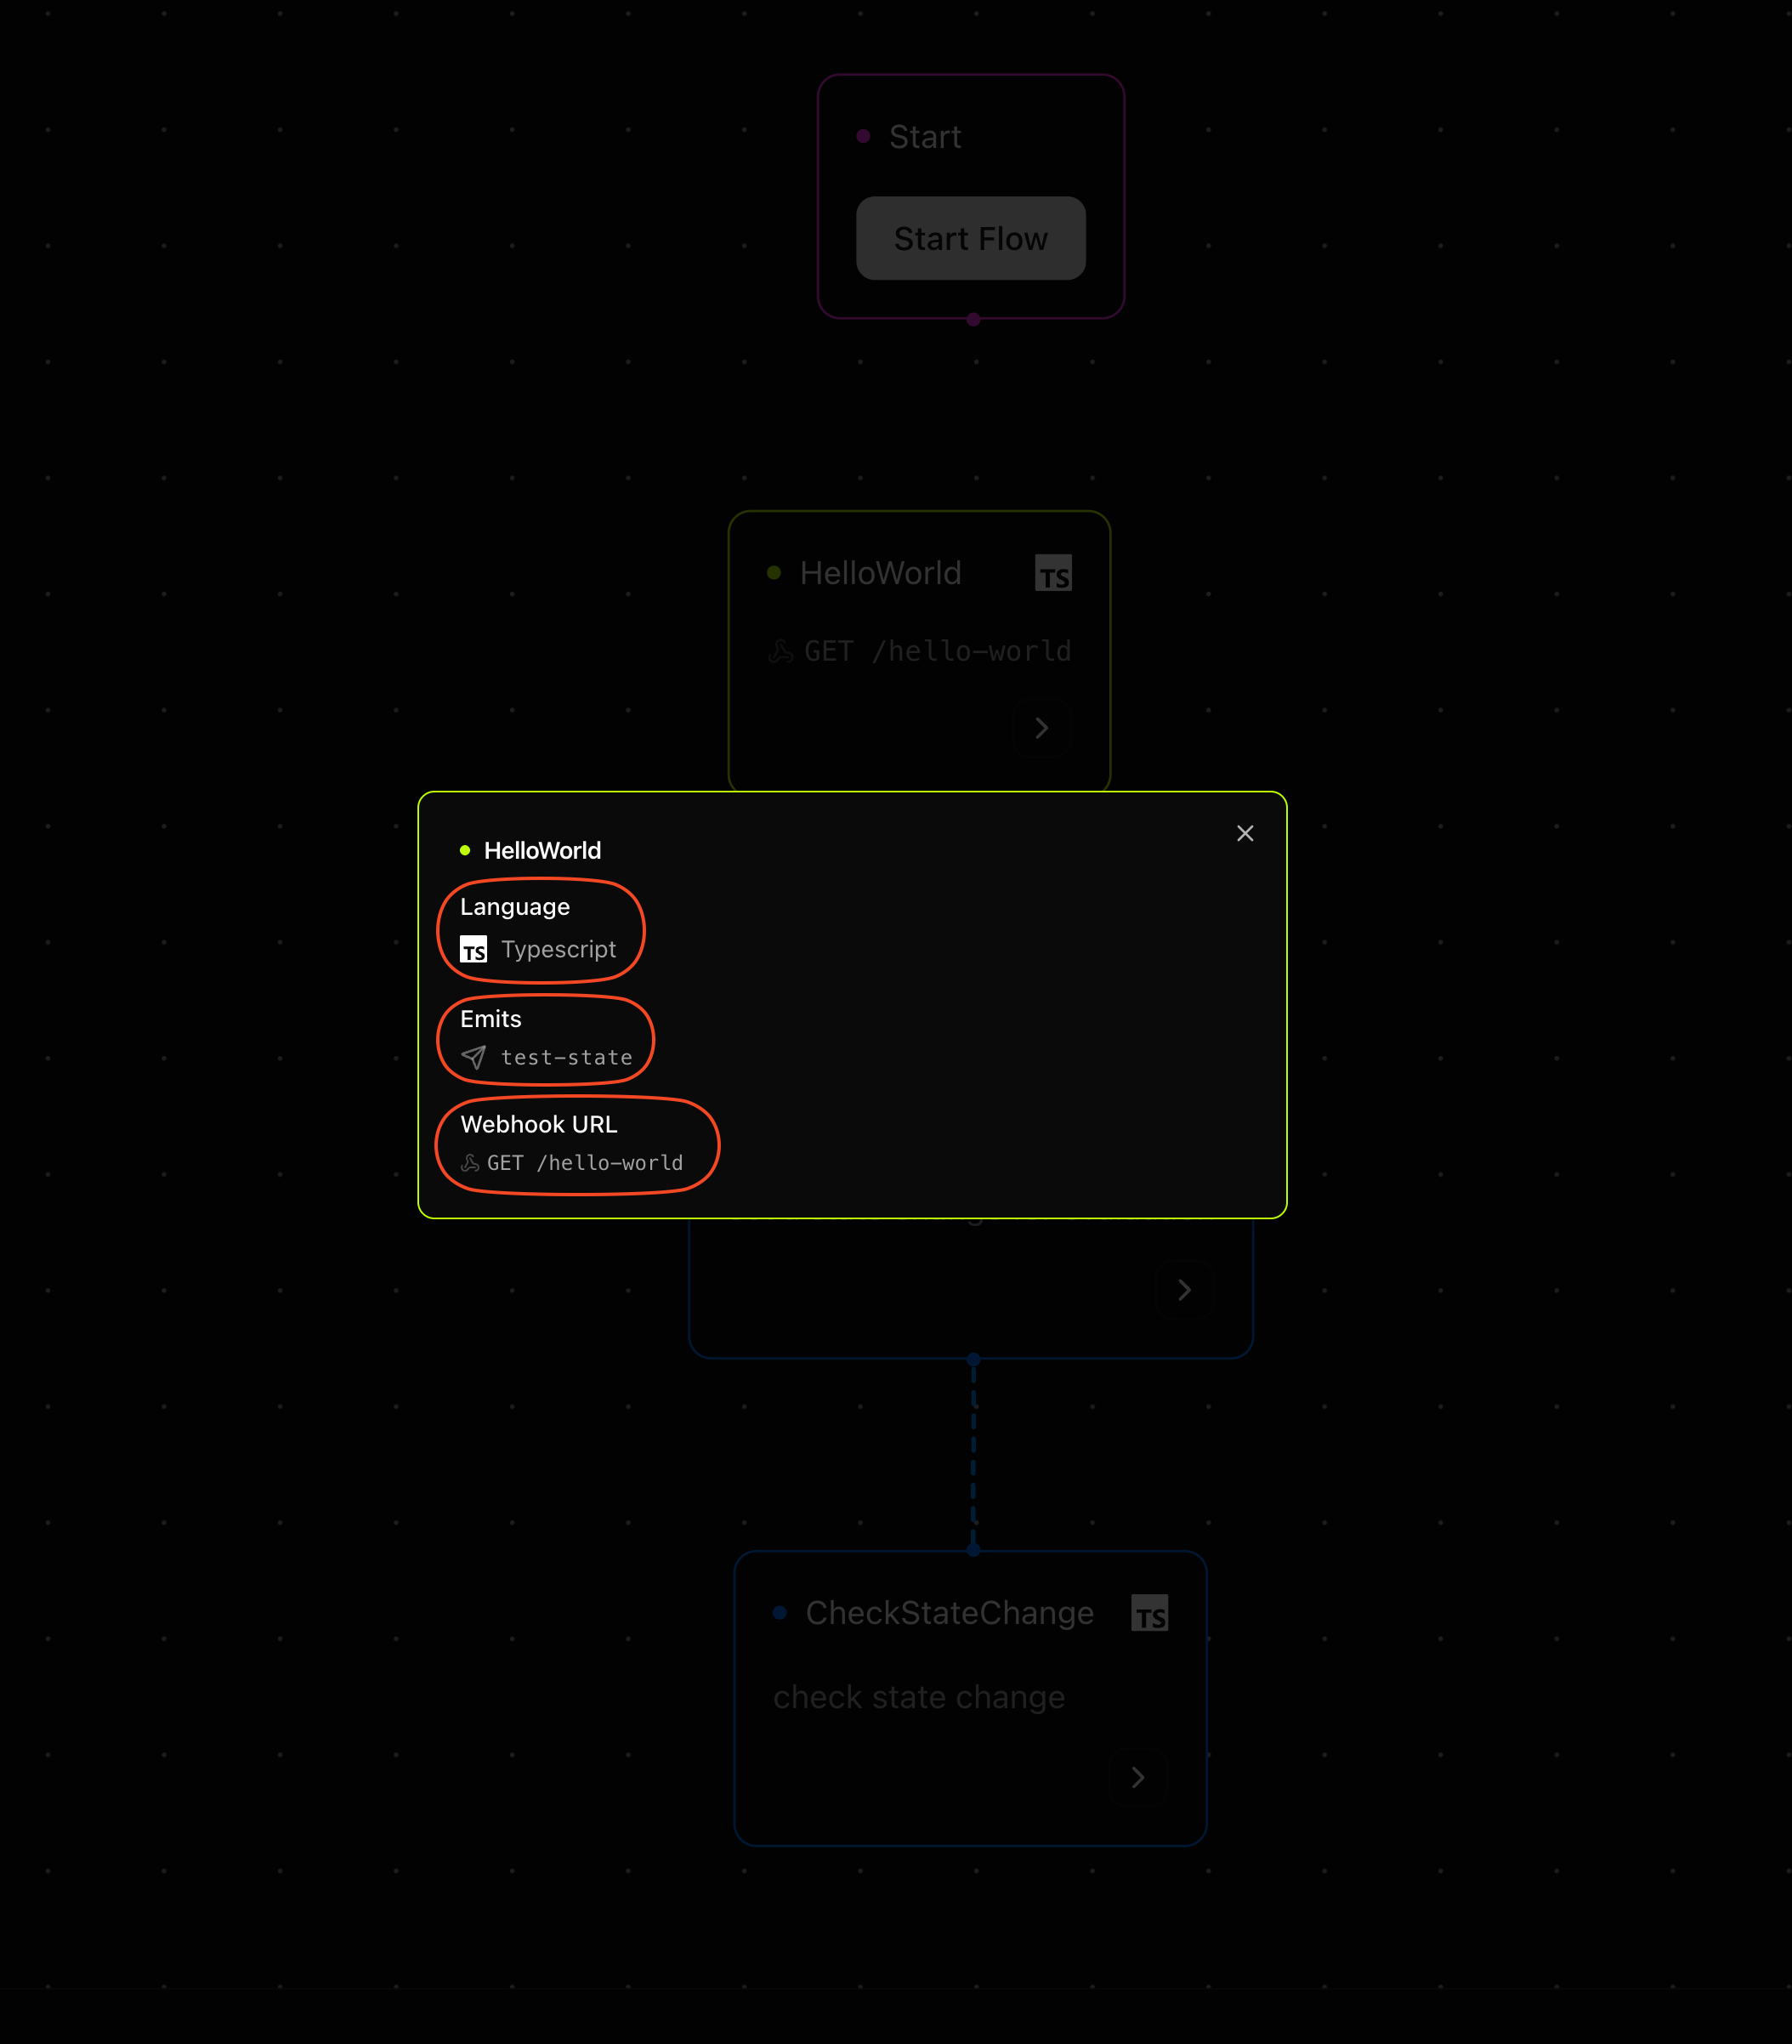 Start
Start Flow
HelloWorld TS
GET /hello-world
HelloWorld
Language
TS Typescript
Emits
test-state
Webhook URL
GET /hello-world
CheckStateChange TS
check state change